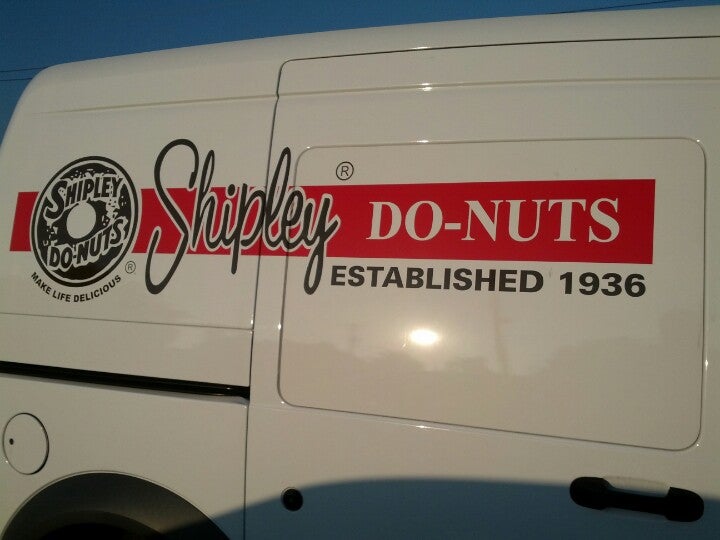 SHIPLEY
DO-NUTS
MAKE LIFE DELICIOUS ®
Shipley ®
DO-NUTS
ESTABLISHED 1936